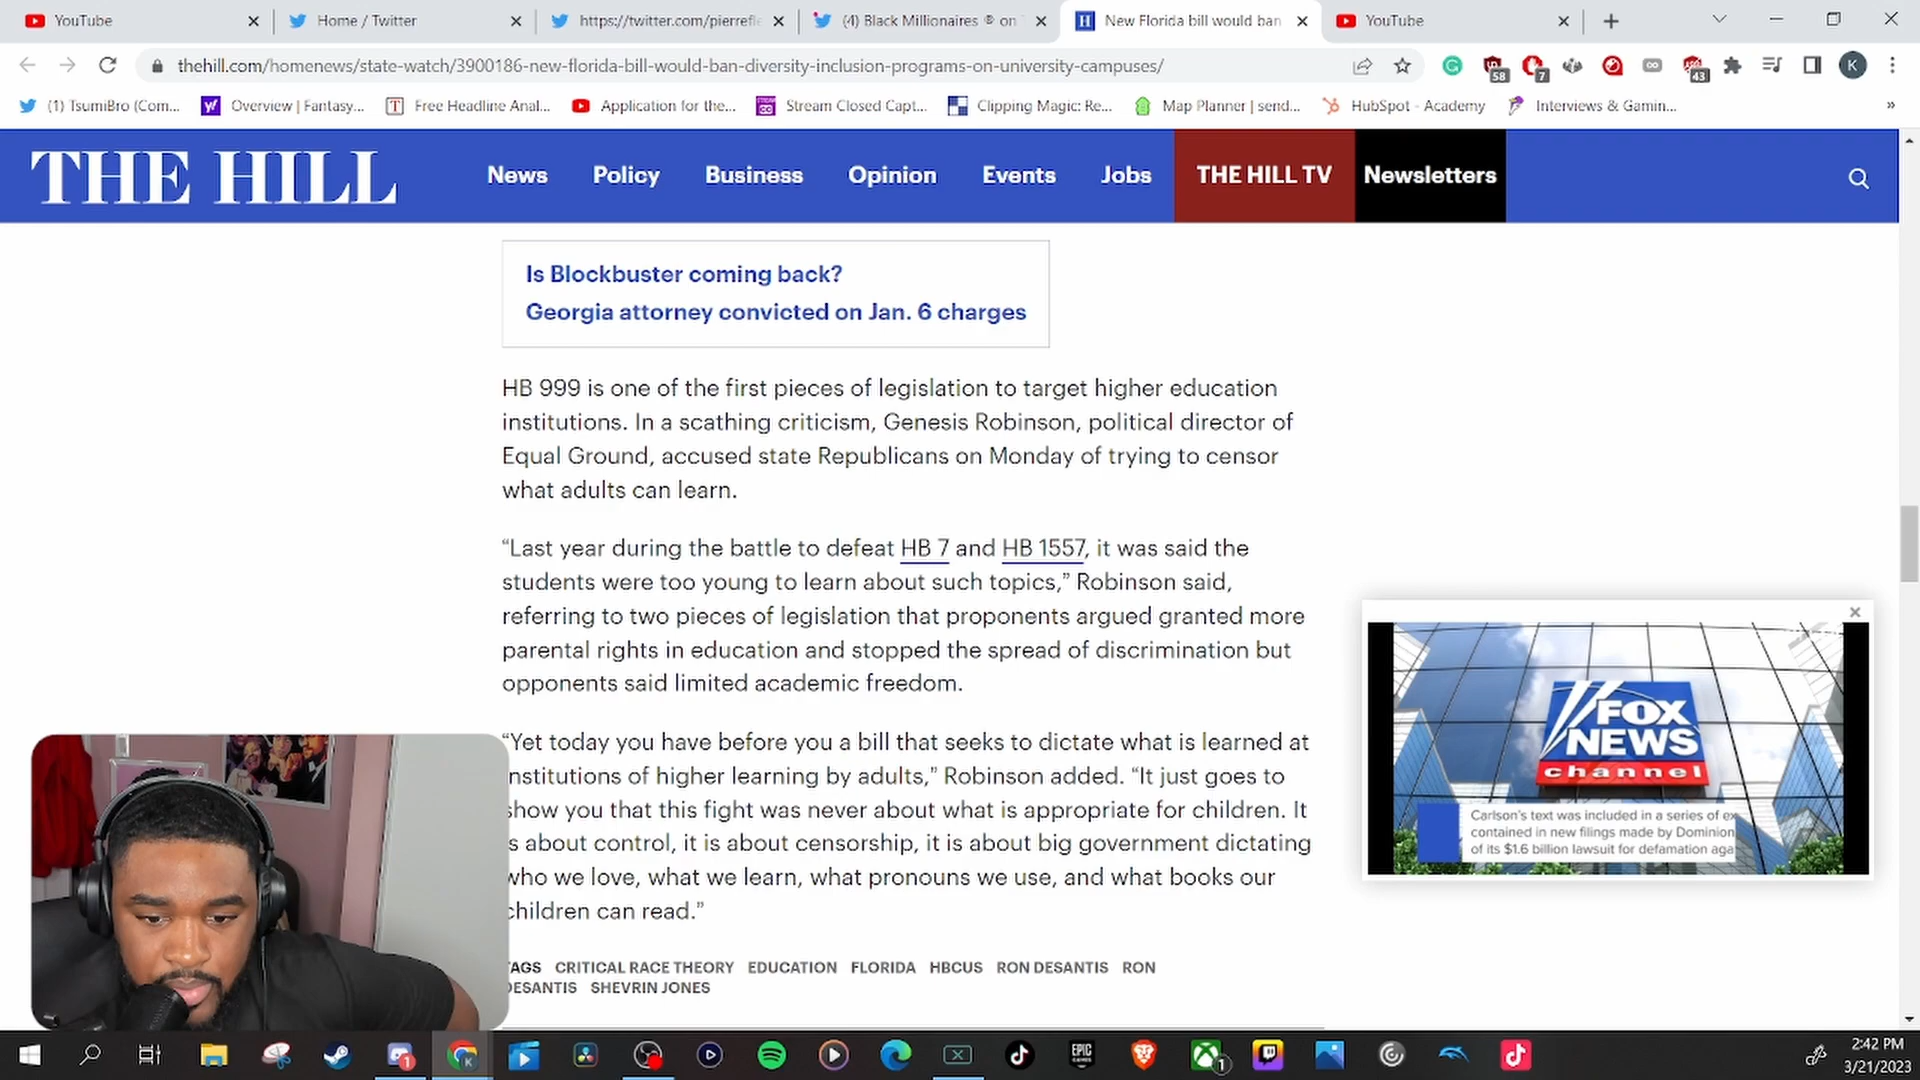 YouTube
Home / Twitter
https://twitter.com/pierrefle
(4) Black Millionaires ® on
New Florida bill would ban
YouTube
thehill.com/homenews/state-watch/3900186-new-florida-bill-would-ban-diversity-inclusion-programs-on-university-campuses/
58
7
43
K
(1) TsumiBro (Com...
Overview | Fantasy...
Free Headline Anal...
Application for the...
Stream Closed Capt...
Clipping Magic: Re...
Map Planner | send...
HubSpot - Academy
Interviews & Gamin...
THE HILL
News
Policy
Business
Opinion
Events
Jobs
THE HILL TV
Newsletters
Is Blockbuster coming back?
Georgia attorney convicted on Jan. 6 charges
HB 999 is one of the first pieces of legislation to target higher education
institutions. In a scathing criticism, Genesis Robinson, political director of
Equal Ground, accused state Republicans on Monday of trying to censor
what adults can learn.
“Last year during the battle to defeat HB 7 and HB 1557, it was said the
students were too young to learn about such topics,” Robinson said,
referring to two pieces of legislation that proponents argued granted more
parental rights in education and stopped the spread of discrimination but
opponents said limited academic freedom.
“Yet today you have before you a bill that seeks to dictate what is learned at
nstitutions of higher learning by adults,” Robinson added. “It just goes to
show you that this fight was never about what is appropriate for children. It
s about control, it is about censorship, it is about big government dictating
who we love, what we learn, what pronouns we use, and what books our
children can read.”
TAGS CRITICAL RACE THEORY EDUCATION FLORIDA HBCUS RON DESANTIS RON
DESANTIS SHEVRIN JONES
FOX
NEWS
channel
Carlson's text was included in a series of ex
contained in new filings made by Dominion
of its $1.6 billion lawsuit for defamation aga
1
K
EPIC
GAMES
1
2:42 PM
3/21/2023